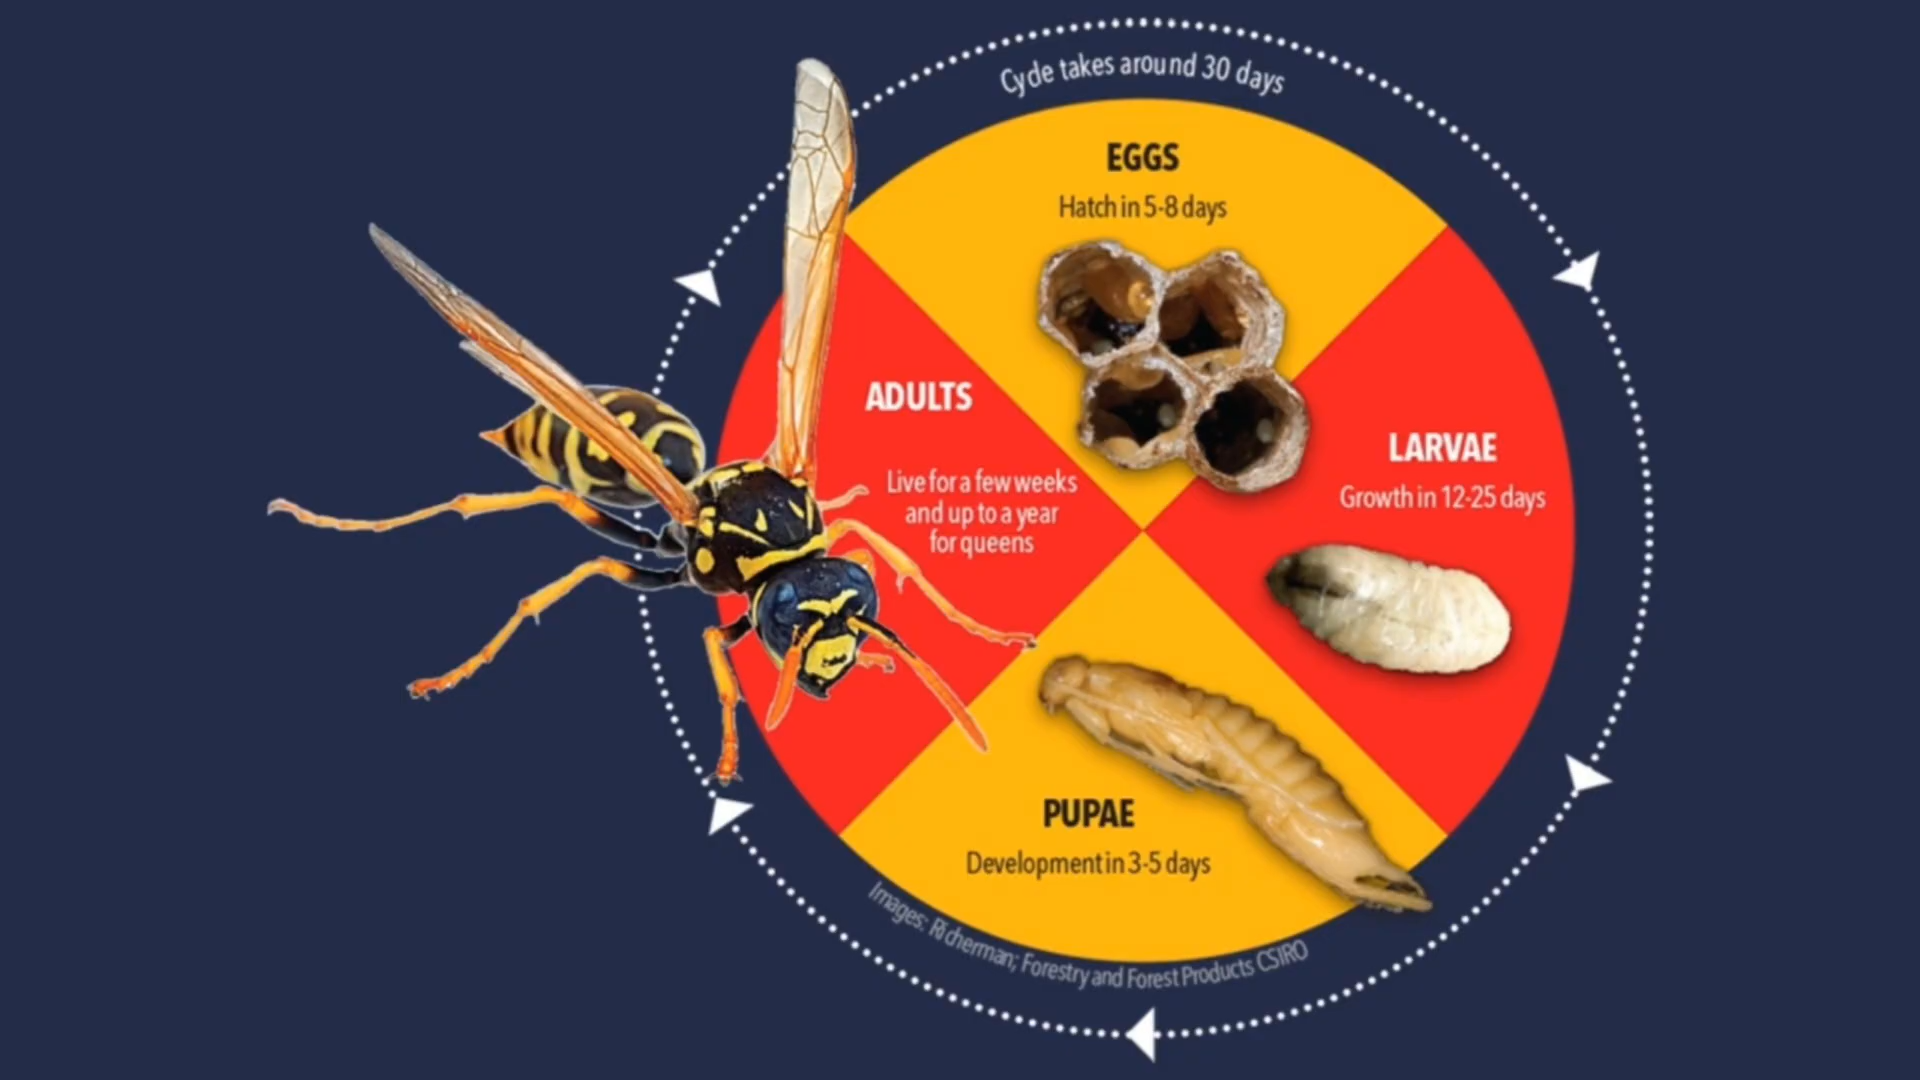 Cycle takes around 30 days
EGGS
Hatch in 5-8 days
ADULTS
Live for a few weeks
and up to a year
for queens
LARVAE
Growth in 12-25 days
PUPAE
Development in 3-5 days
Images: Richerman; Forestry and Forest Products CSIRO